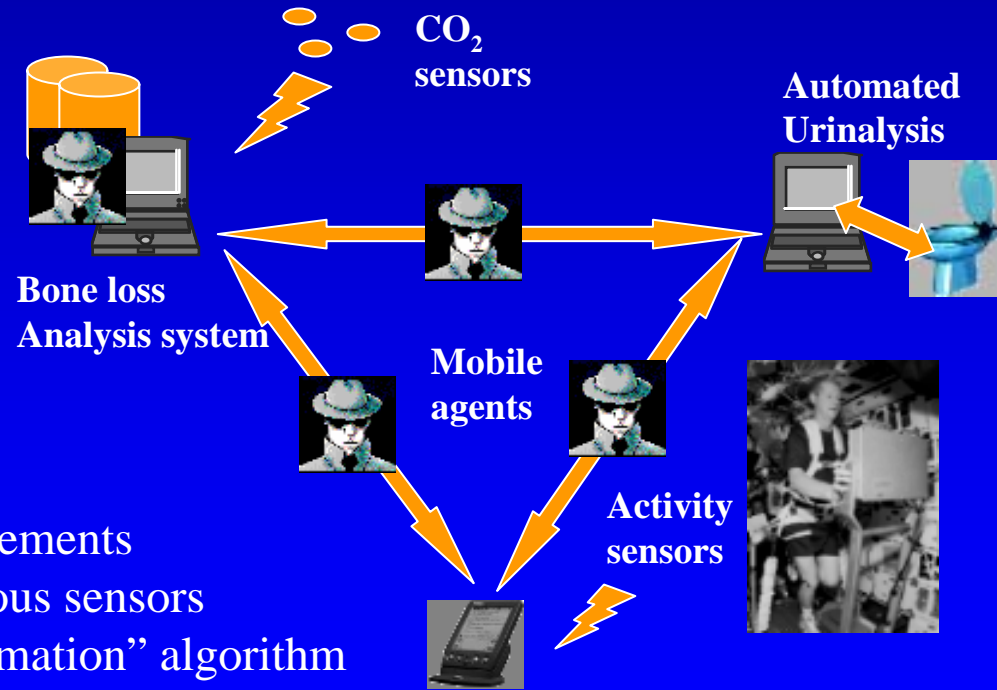 CO2
sensors
Automated
Urinalysis
Bone loss
Analysis system
Mobile
agents
Activity
sensors
ements
ous sensors
mation” algorithm